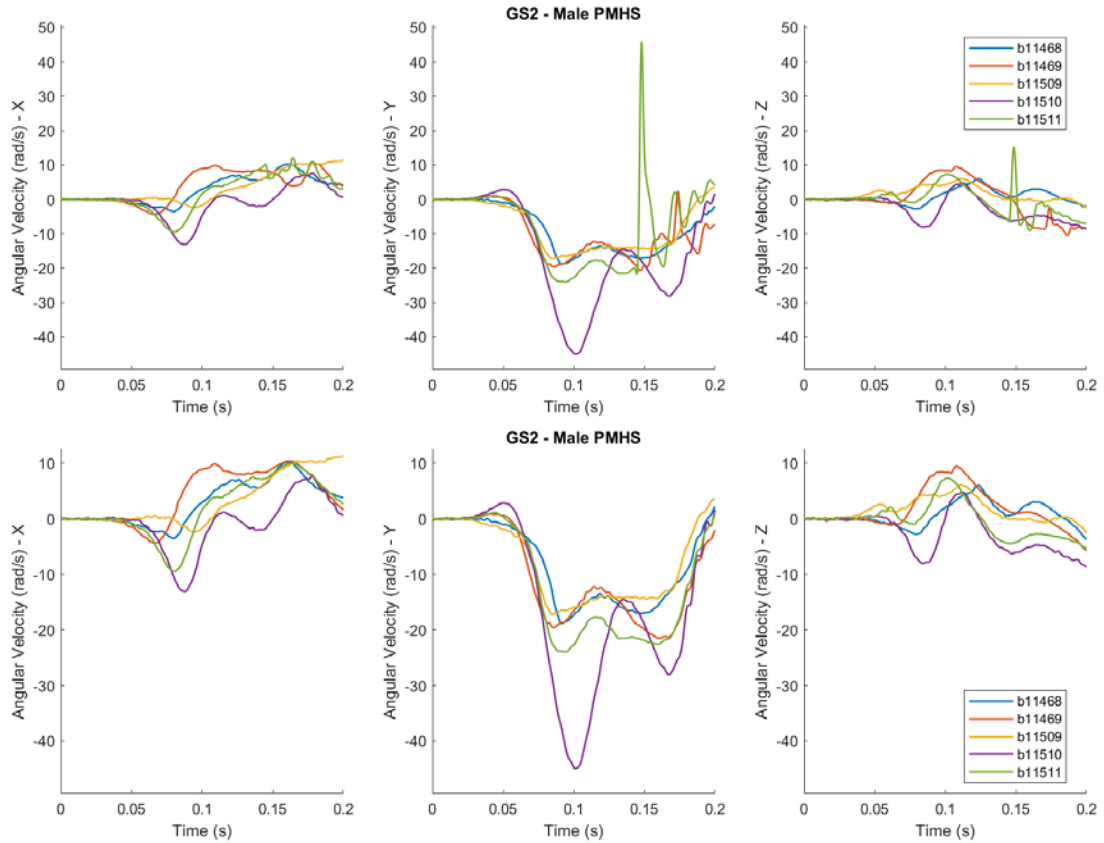 GS2 - Male PMHS
50
40
30
20
10
0
-10
-20
-30
-40
Angular Velocity (rad/s) - X
0 0.05 0.1 0.15 0.2
Time (s)
50
40
30
20
10
0
-10
-20
-30
-40
Angular Velocity (rad/s) - Y
0 0.05 0.1 0.15 0.2
Time (s)
50
40
30
20
10
0
-10
-20
-30
-40
Angular Velocity (rad/s) - Z
0 0.05 0.1 0.15 0.2
Time (s)
b11468
b11469
b11509
b11510
b11511
GS2 - Male PMHS
10
0
-10
-20
-30
-40
Angular Velocity (rad/s) - X
0 0.05 0.1 0.15 0.2
Time (s)
10
0
-10
-20
-30
-40
Angular Velocity (rad/s) - Y
0 0.05 0.1 0.15 0.2
Time (s)
10
0
-10
-20
-30
-40
Angular Velocity (rad/s) - Z
0 0.05 0.1 0.15 0.2
Time (s)
b11468
b11469
b11509
b11510
b11511